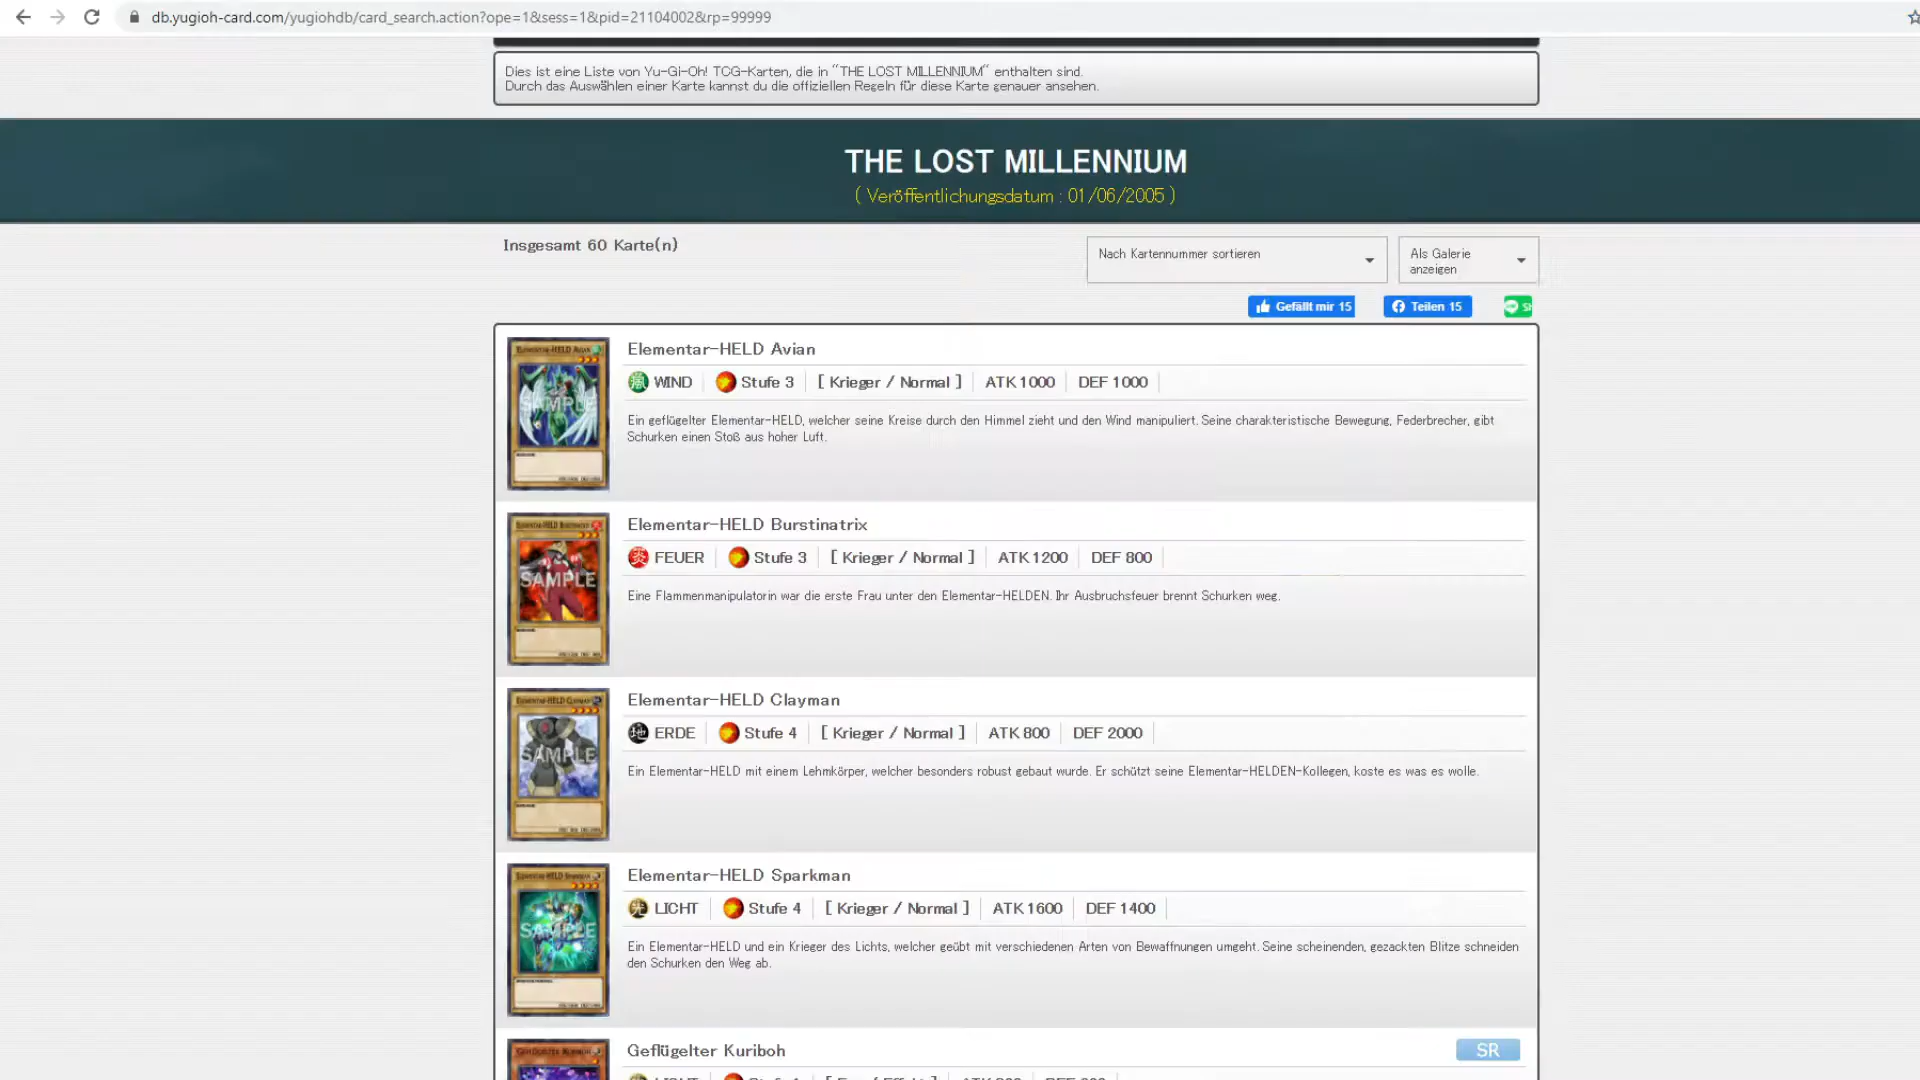 db.yugioh-card.com/yugiohdb/card_search.action?ope=1&sess=1&pid=21104002&rp=99999
Dies ist eine Liste von Yu-Gi-Oh! TCG-Karten, die in "THE LOST MILLENNIUM" enthalten sind.
Durch das Auswählen einer Karte kannst du die offiziellen Regeln für diese Karte genauer ansehen.
THE LOST MILLENNIUM
( Veröffentlichungsdatum : 01/06/2005 )
Insgesamt 60 Karte(n)
Nach Kartennummer sortieren
Als Galerie
anzeigen
Gefällt mir 15
Teilen 15
Elementar-HELD Avian
風 WIND Stufe 3 [ Krieger / Normal ] ATK 1000 DEF 1000
Ein geflügelter Elementar-HELD, welcher seine Kreise durch den Himmel zieht und den Wind manipuliert. Seine charakteristische Bewegung, Federbrecher, gibt
Schurken einen Stoß aus hoher Luft.
SAMPLE
Elementar-HELD Burstinatrix
炎 FEUER Stufe 3 [ Krieger / Normal ] ATK 1200 DEF 800
Eine Flammenmanipulatorin war die erste Frau unter den Elementar-HELDEN. Ihr Ausbruchsfeuer brennt Schurken weg.
SAMPLE
Elementar-HELD Clayman
地 ERDE Stufe 4 [ Krieger / Normal ] ATK 800 DEF 2000
Ein Elementar-HELD mit einem Lehmkörper, welcher besonders robust gebaut wurde. Er schützt seine Elementar-HELDEN-Kollegen, koste es was es wolle.
SAMPLE
Elementar-HELD Sparkman
光 LICHT Stufe 4 [ Krieger / Normal ] ATK 1600 DEF 1400
Ein Elementar-HELD und ein Krieger des Lichts, welcher geübt mit verschiedenen Arten von Bewaffnungen umgeht. Seine scheinenden, gezackten Blitze schneiden
den Schurken den Weg ab.
SAMPLE
Geflügelter Kuriboh
SR